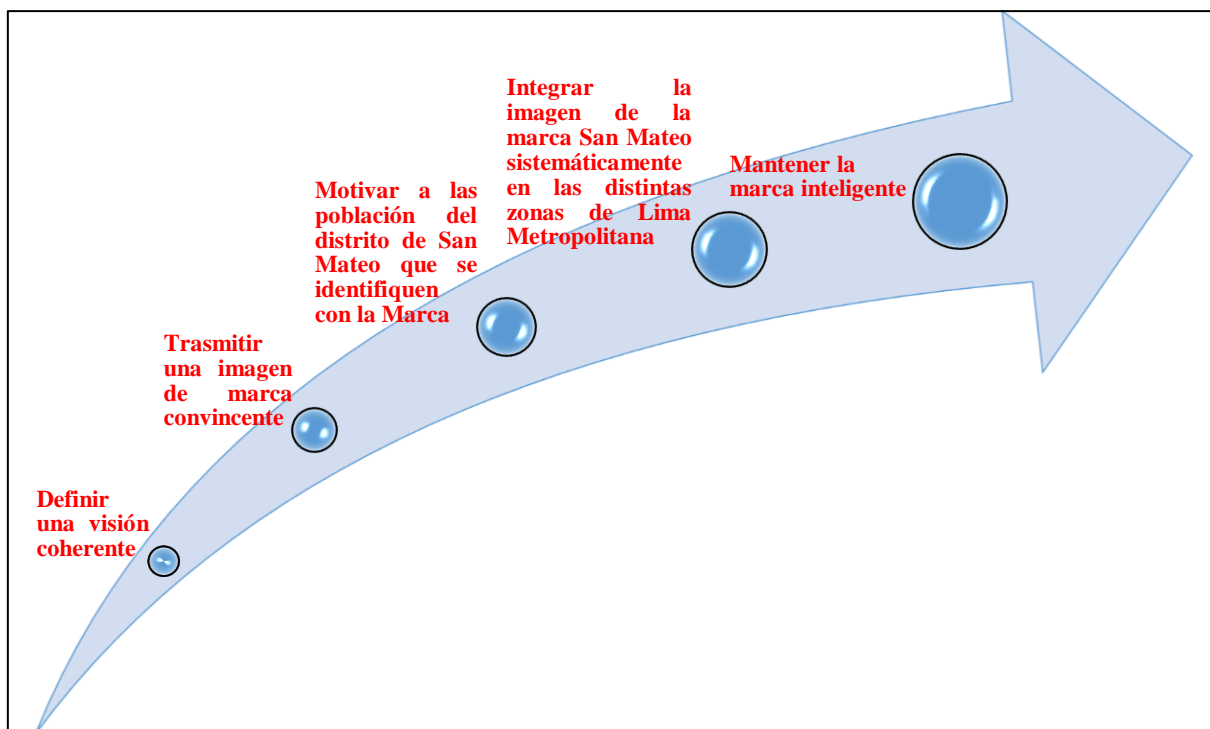 Definir
una visión
coherente
Trasmitir
una imagen
de marca
convincente
Motivar a las
población del
distrito de San
Mateo que se
identifiquen
con la Marca
Integrar la
imagen de la
marca San Mateo
sistemáticamente
en las distintas
zonas de Lima
Metropolitana
Mantener la
marca inteligente